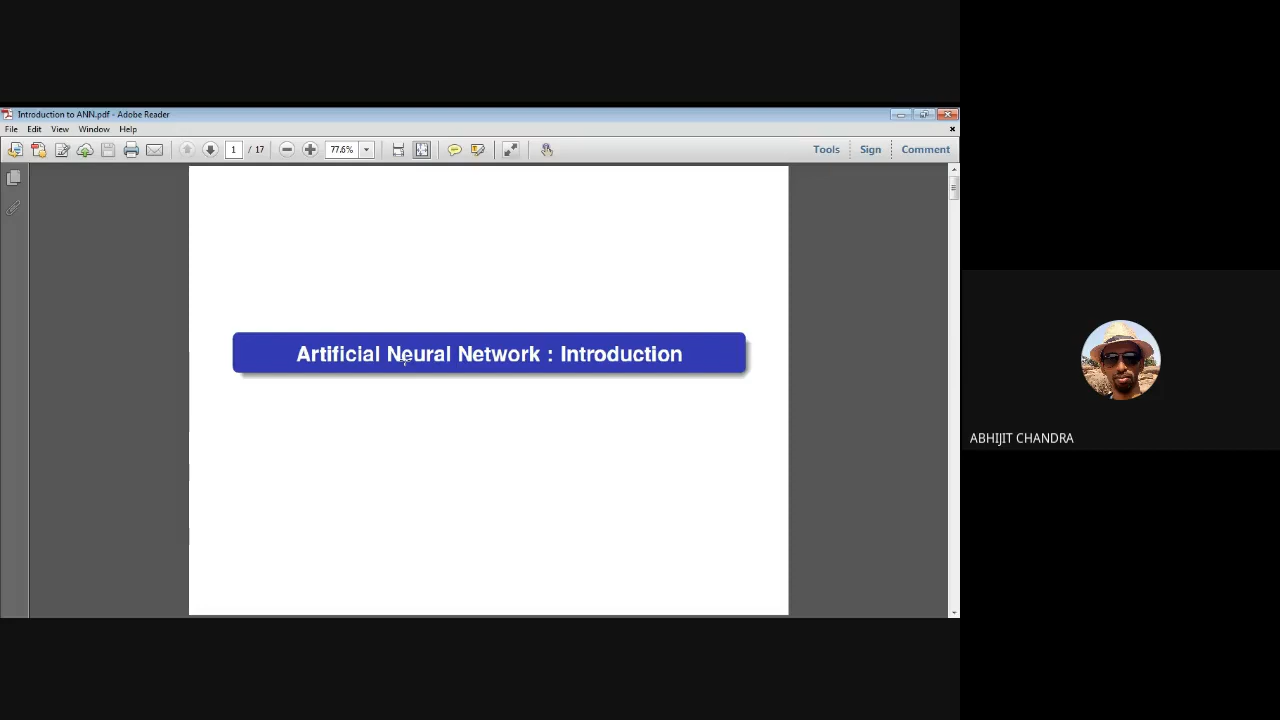 Introduction to ANN.pdf - Adobe Reader
File Edit View Window Help
1 / 17 77.6% Tools Sign Comment
Artificial Neural Network : Introduction
ABHIJIT CHANDRA